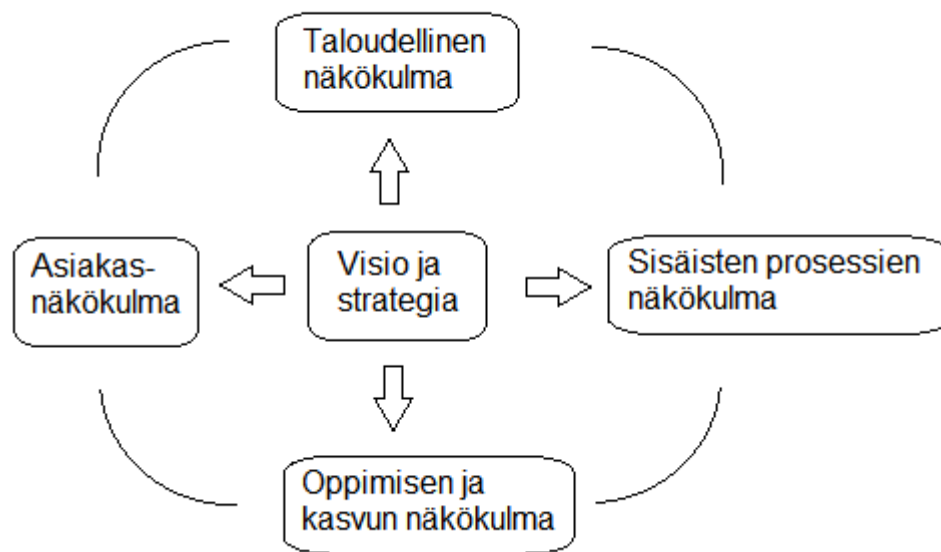 Taloudellinen
näkökulma
Asiakas-
näkökulma
Visio ja
strategia
Sisäisten prosessien
näkökulma
Oppimisen ja
kasvun näkökulma